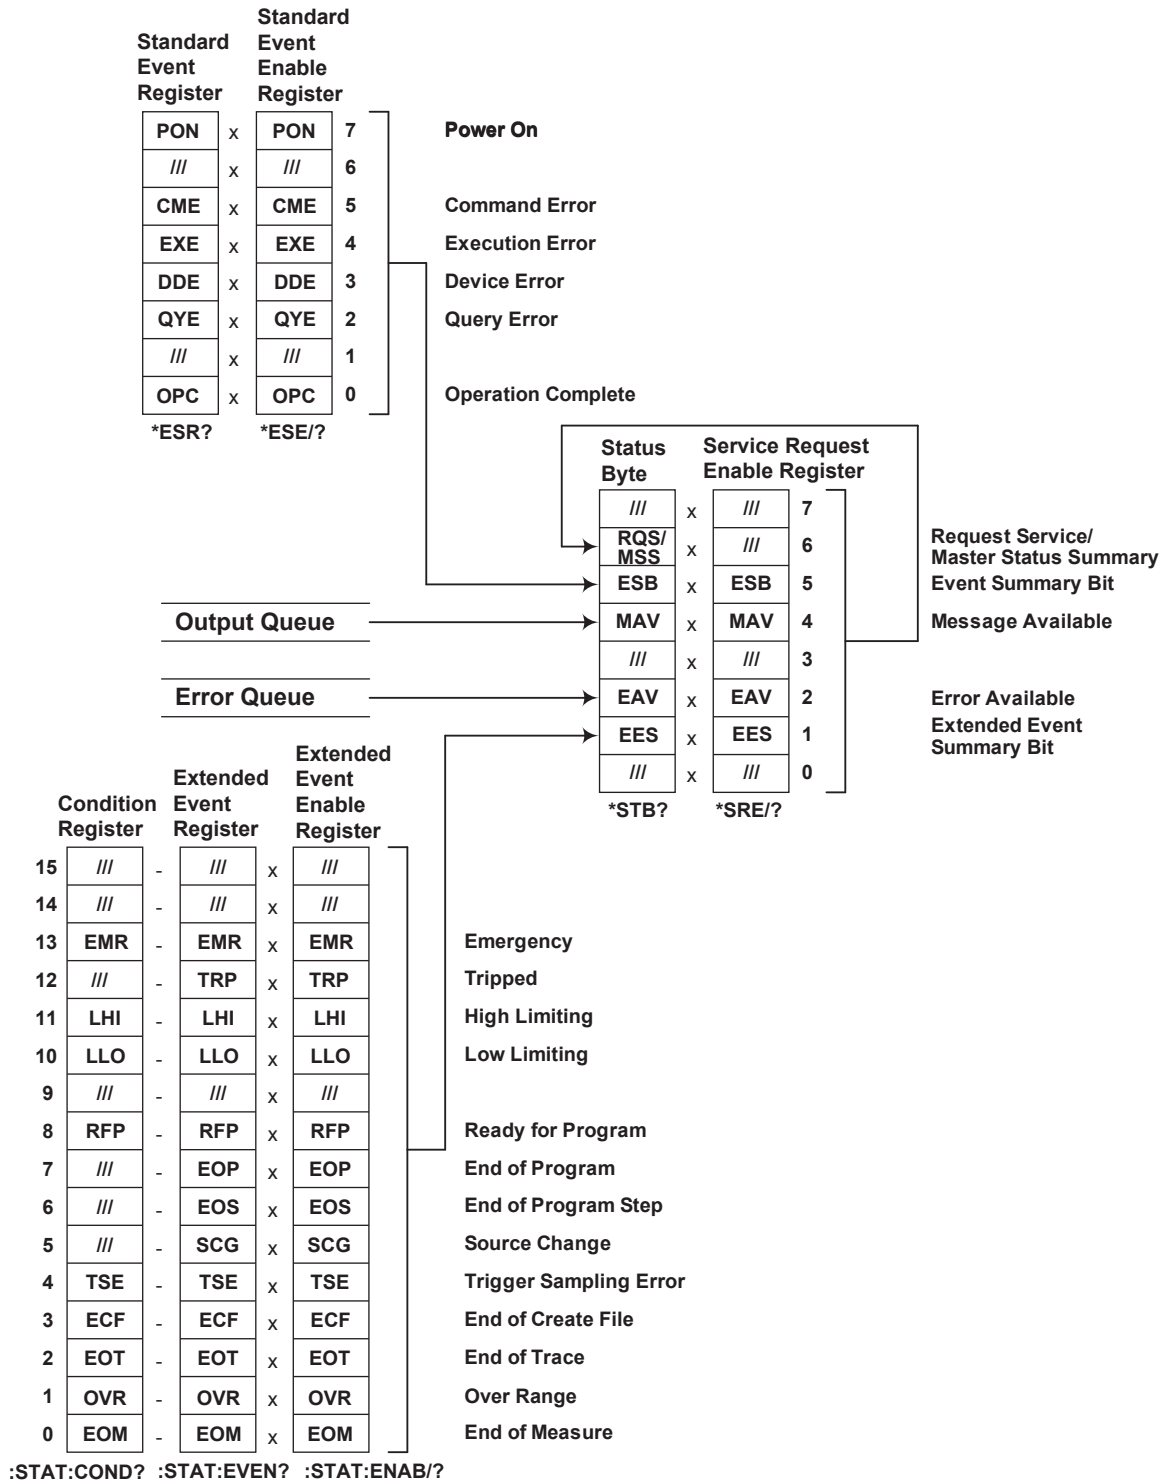 Standard Event Register
Standard Event Enable Register
PON x PON 7 Power On
/// x /// 6
CME x CME 5 Command Error
EXE x EXE 4 Execution Error
DDE x DDE 3 Device Error
QYE x QYE 2 Query Error
/// x /// 1
OPC x OPC 0 Operation Complete
*ESR? *ESE/?
Status Byte
Service Request Enable Register
/// x /// 7
RQS/ MSS x /// 6 Request Service/ Master Status Summary
ESB x ESB 5 Event Summary Bit
Output Queue MAV x MAV 4 Message Available
/// x /// 3
Error Queue EAV x EAV 2 Error Available
EES x EES 1 Extended Event Summary Bit
/// x /// 0
*STB? *SRE/?
Condition Register
Extended Event Register
Extended Event Enable Register
15 /// - /// x ///
14 /// - /// x ///
13 EMR - EMR x EMR Emergency
12 /// - TRP x TRP Tripped
11 LHI - LHI x LHI High Limiting
10 LLO - LLO x LLO Low Limiting
9 /// - /// x ///
8 RFP - RFP x RFP Ready for Program
7 /// - EOP x EOP End of Program
6 /// - EOS x EOS End of Program Step
5 /// - SCG x SCG Source Change
4 TSE - TSE x TSE Trigger Sampling Error
3 ECF - ECF x ECF End of Create File
2 EOT - EOT x EOT End of Trace
1 OVR - OVR x OVR Over Range
0 EOM - EOM x EOM End of Measure
:STAT:COND? :STAT:EVEN? :STAT:ENAB/?